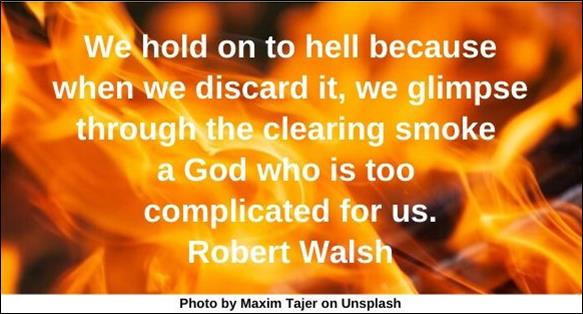 We hold on to hell because
when we discard it, we glimpse
through the clearing smoke
a God who is too
complicated for us.
Robert Walsh
Photo by Maxim Tajer on Unsplash